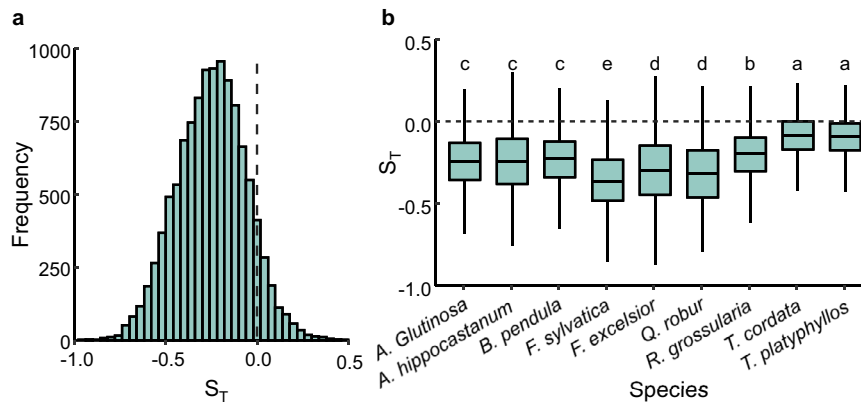 a
1000
750
500
250
0
Frequency
-1.0
-0.5
0.0
0.5
S_T
b
0.5
0.0
-0.5
-1.0
S_T
c c c e d d b a a
A. Glutinosa
A. hippocastanum
B. pendula
F. sylvatica
F. excelsior
Q. robur
R. grossularia
T. cordata
T. platyphyllos
Species